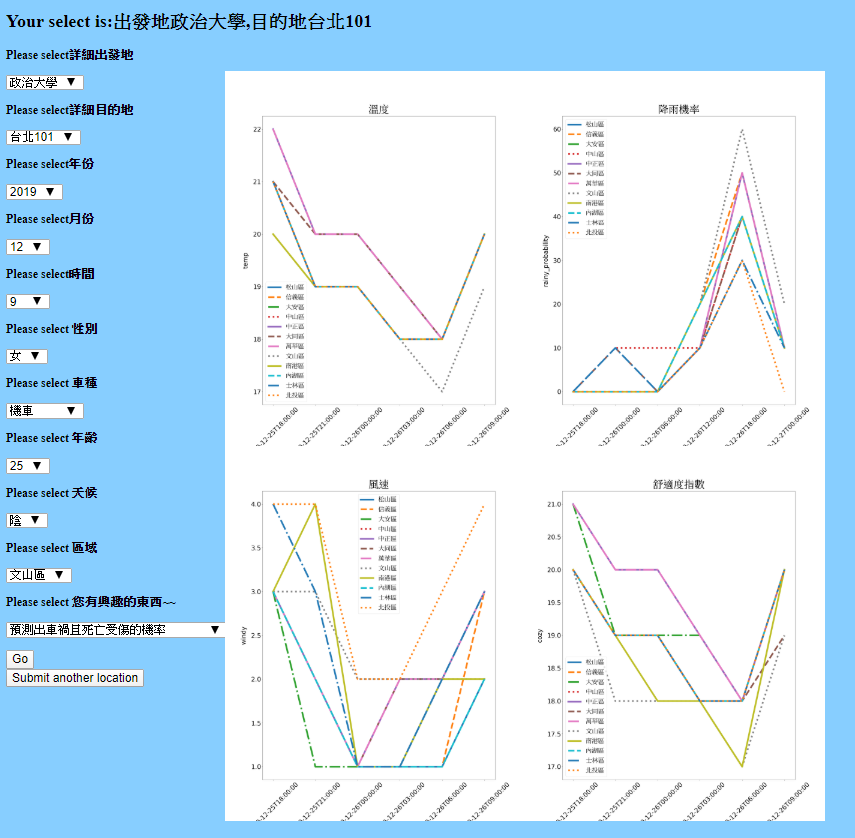 Your select is:出發地政治大學,目的地台北101
Please select詳細出發地
政治大學 ▼
Please select詳細目的地
台北101 ▼
Please select年份
2019 ▼
Please select月份
12 ▼
Please select時間
9 ▼
Please select 性別
女 ▼
Please select 車種
機車 ▼
Please select 年齡
25 ▼
Please select 天候
陰 ▼
Please select 區域
文山區 ▼
Please select 您有興趣的東西~~
預測出車禍且死亡受傷的機率 ▼
Go
Submit another location
溫度
22
21
20
19
18
17
temp
松山區
信義區
大安區
中山區
中正區
大同區
萬華區
文山區
南港區
內湖區
士林區
北投區
-12-25T18:00:00
-12-25T21:00:00
-12-26T00:00:00
-12-26T03:00:00
-12-26T06:00:00
-12-26T09:00:00
降雨機率
60
50
40
30
20
10
0
rainy_probability
松山區
信義區
大安區
中山區
中正區
大同區
萬華區
文山區
南港區
內湖區
士林區
北投區
-12-25T18:00:00
-12-26T00:00:00
-12-26T06:00:00
-12-26T12:00:00
-12-26T18:00:00
-12-27T00:00:00
風速
4.0
3.5
3.0
2.5
2.0
1.5
1.0
windy
松山區
信義區
大安區
中山區
中正區
大同區
萬華區
文山區
南港區
內湖區
士林區
北投區
-12-25T18:00:00
-12-25T21:00:00
-12-26T00:00:00
-12-26T03:00:00
-12-26T06:00:00
-12-26T09:00:00
舒適度指數
21.0
20.5
20.0
19.5
19.0
18.5
18.0
17.5
17.0
cozy
松山區
信義區
大安區
中山區
中正區
大同區
萬華區
文山區
南港區
內湖區
士林區
北投區
-12-25T18:00:00
-12-25T21:00:00
-12-26T00:00:00
-12-26T03:00:00
-12-26T06:00:00
-12-26T09:00:00